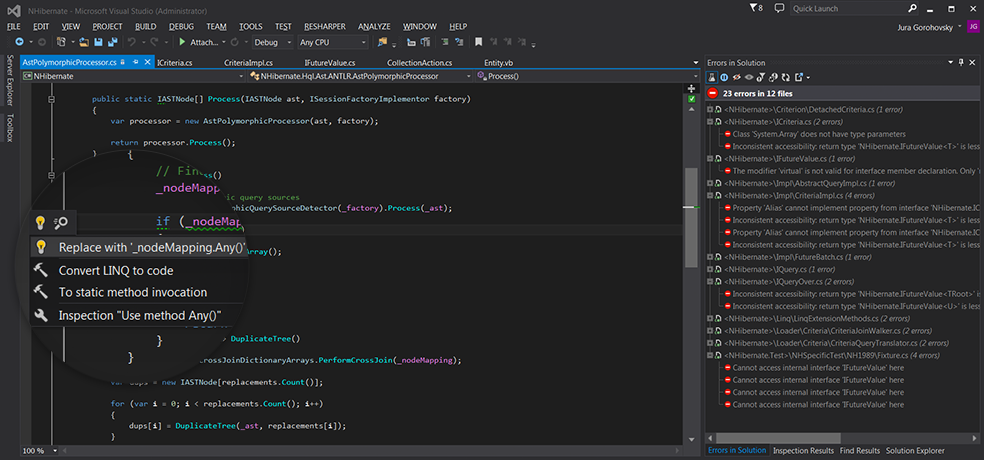 NHibernate - Microsoft Visual Studio (Administrator)
8
Quick Launch
FILE EDIT VIEW PROJECT BUILD DEBUG TEAM TOOLS TEST RESHARPER ANALYZE WINDOW HELP
Jura Gorohovsky JG
Attach... Debug Any CPU
Server Explorer
Toolbox
AstPolymorphicProcessor.cs ICriteria.cs CriteriaImpl.cs IFutureValue.cs CollectionAction.cs Entity.vb
NHibernate NHibernate.Hql.Ast.ANTLR.AstPolymorphicProcessor Process()
public static IASTNode[] Process(IASTNode ast, ISessionFactoryImplementor factory)
{
var processor = new AstPolymorphicProcessor(ast, factory);
return processor.Process();
}
{
// Fin
ss()
_nodeMapp
ic query sources
phicQuerySourceDetector(_factory).Process(_ast);
if (_nodeMap
Replace with '_nodeMapping.Any()'
rray();
Convert LINQ to code
To static method invocation
Inspection "Use method Any()"
}
> DuplicateTree()
}
CrossJoinDictionaryArrays.PerformCrossJoin(_nodeMapping);
var dups = new IASTNode[replacements.Count()];
for (var i = 0; i < replacements.Count(); i++)
{
dups[i] = DuplicateTree(_ast, replacements[i]);
}
100 %
Errors in Solution
23 errors in 12 files
<NHibernate>\Criterion\DetachedCriteria.cs (1 error)
<NHibernate>\ICriteria.cs (2 errors)
Class 'System.Array' does not have type parameters
Inconsistent accessibility: return type 'NHibernate.IFutureValue<T>' is less
<NHibernate>\IFutureValue.cs (1 error)
The modifier 'virtual' is not valid for interface member declaration. Only '
<NHibernate>\Impl\AbstractQueryImpl.cs (1 error)
<NHibernate>\Impl\CriteriaImpl.cs (4 errors)
Property 'Alias' cannot implement property from interface 'NHibernate.IC
Inconsistent accessibility: return type 'NHibernate.IFutureValue<T>' is less
Property 'Alias' cannot implement property from interface 'NHibernate.IC
Inconsistent accessibility: return type 'NHibernate.IFutureValue<T>' is less
<NHibernate>\Impl\FutureBatch.cs (1 error)
<NHibernate>\IQuery.cs (1 error)
<NHibernate>\IQueryOver.cs (2 errors)
Inconsistent accessibility: return type 'NHibernate.IFutureValue<TRoot>' is
Inconsistent accessibility: return type 'NHibernate.IFutureValue<U>' is less
<NHibernate>\Linq\LinqExtensionMethods.cs (1 error)
<NHibernate>\Loader\Criteria\CriteriaJoinWalker.cs (1 error)
<NHibernate>\Loader\Criteria\CriteriaQueryTranslator.cs (2 errors)
<NHibernate.Test>\NHSpecificTest\NH1989\Fixture.cs (4 errors)
Cannot access internal interface 'IFutureValue' here
Cannot access internal interface 'IFutureValue' here
Cannot access internal interface 'IFutureValue' here
Cannot access internal interface 'IFutureValue' here
Errors in Solution Inspection Results Find Results Solution Explorer